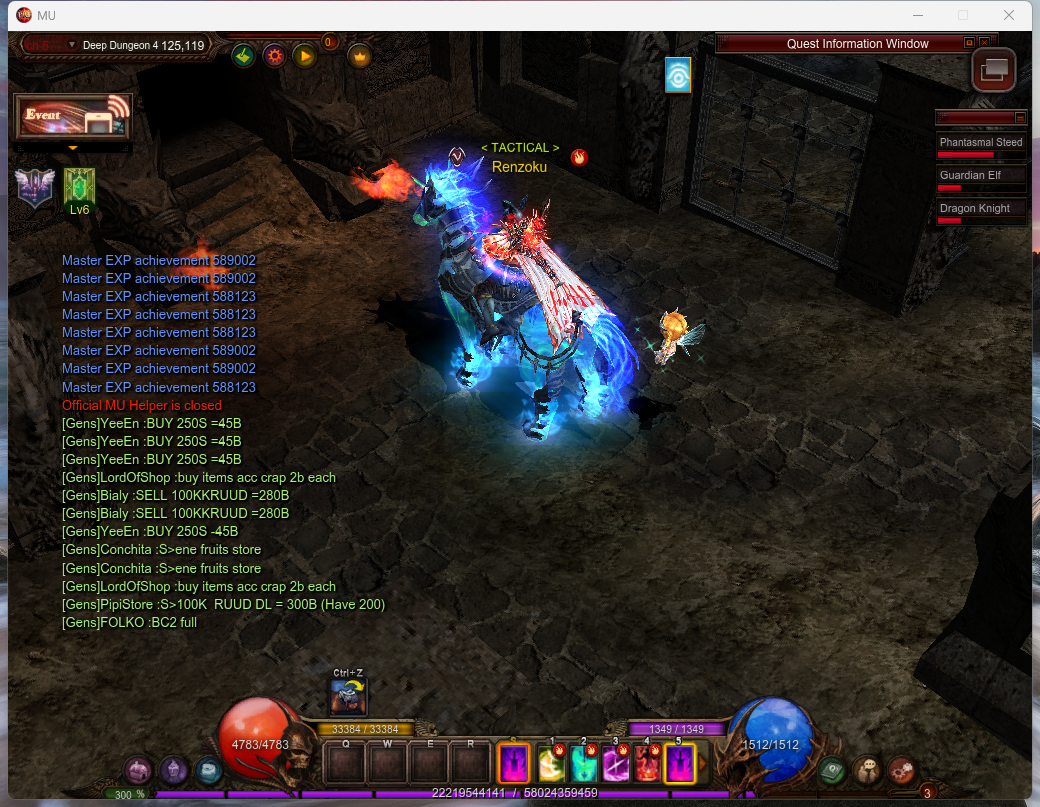 MU
Deep Dungeon 4 125,119
0
Quest Information Window
Event
Lv6
< TACTICAL >
Renzoku
Phantasmal Steed
Guardian Elf
Dragon Knight
Master EXP achievement 589002
Master EXP achievement 589002
Master EXP achievement 588123
Master EXP achievement 588123
Master EXP achievement 588123
Master EXP achievement 589002
Master EXP achievement 589002
Master EXP achievement 588123
Official MU Helper is closed
[Gens]YeeEn :BUY 250S =45B
[Gens]YeeEn :BUY 250S =45B
[Gens]YeeEn :BUY 250S =45B
[Gens]LordOfShop :buy items acc crap 2b each
[Gens]Bialy :SELL 100KKRUUD =280B
[Gens]Bialy :SELL 100KKRUUD =280B
[Gens]YeeEn :BUY 250S -45B
[Gens]Conchita :S>ene fruits store
[Gens]Conchita :S>ene fruits store
[Gens]LordOfShop :buy items acc crap 2b each
[Gens]PipiStore :S>100K  RUUD DL = 300B (Have 200)
[Gens]FOLKO :BC2 full
Ctrl+Z
33384 / 33384
1349 / 1349
Q W E R
1 2 3 4 5
4783/4783
1512/1512
300 %
22219544141 / 58024359459
3